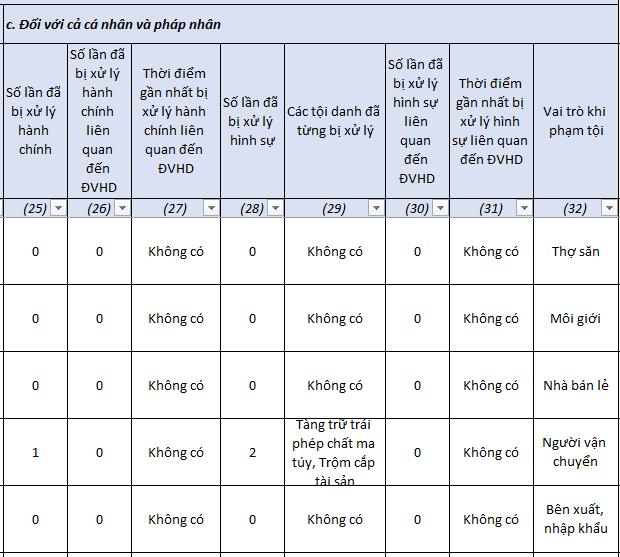 c. Đối với cả cá nhân và pháp nhân
Số lần đã
bị xử lý
hành
chính
Số lần đã
bị xử lý
hành
chính
liên
quan
đến
ĐVHD
Thời điểm
gần nhất bị
xử lý hành
chính liên
quan đến
ĐVHD
Số lần đã
bị xử lý
hình sự
Các tội danh đã
từng bị xử lý
Số lần đã
bị xử lý
hình sự
liên
quan
đến
ĐVHD
Thời điểm
gần nhất bị
xử lý hình
sự liên quan
đến ĐVHD
Vai trò khi
phạm tội
(25) (26) (27) (28) (29) (30) (31) (32)
0 0 Không có 0 Không có 0 Không có Thợ săn
0 0 Không có 0 Không có 0 Không có Môi giới
0 0 Không có 0 Không có 0 Không có Nhà bán lẻ
1 0 Không có 2
Tàng trữ trái
phép chất ma
túy, Trộm cắp
tài sản
0 Không có
Người vận
chuyển
0 0 Không có 0 Không có 0 Không có
Bên xuất,
nhập khẩu